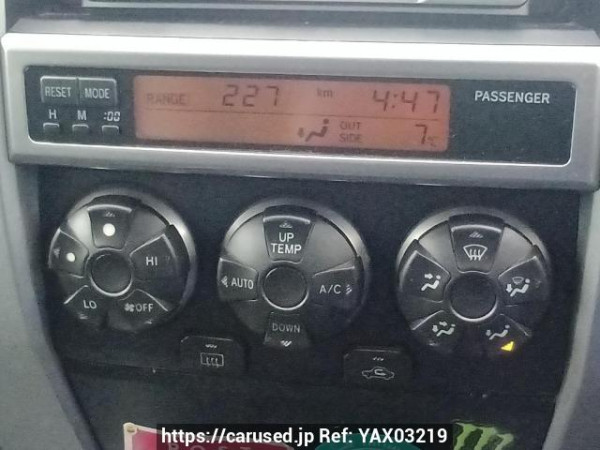 RESET MODE RANGE 227 km 4:47 PASSENGER
H M :00 OUT SIDE 7°C
HI
LO OFF
UP TEMP
AUTO A/C
DOWN
https://carused.jp Ref: YAX03219